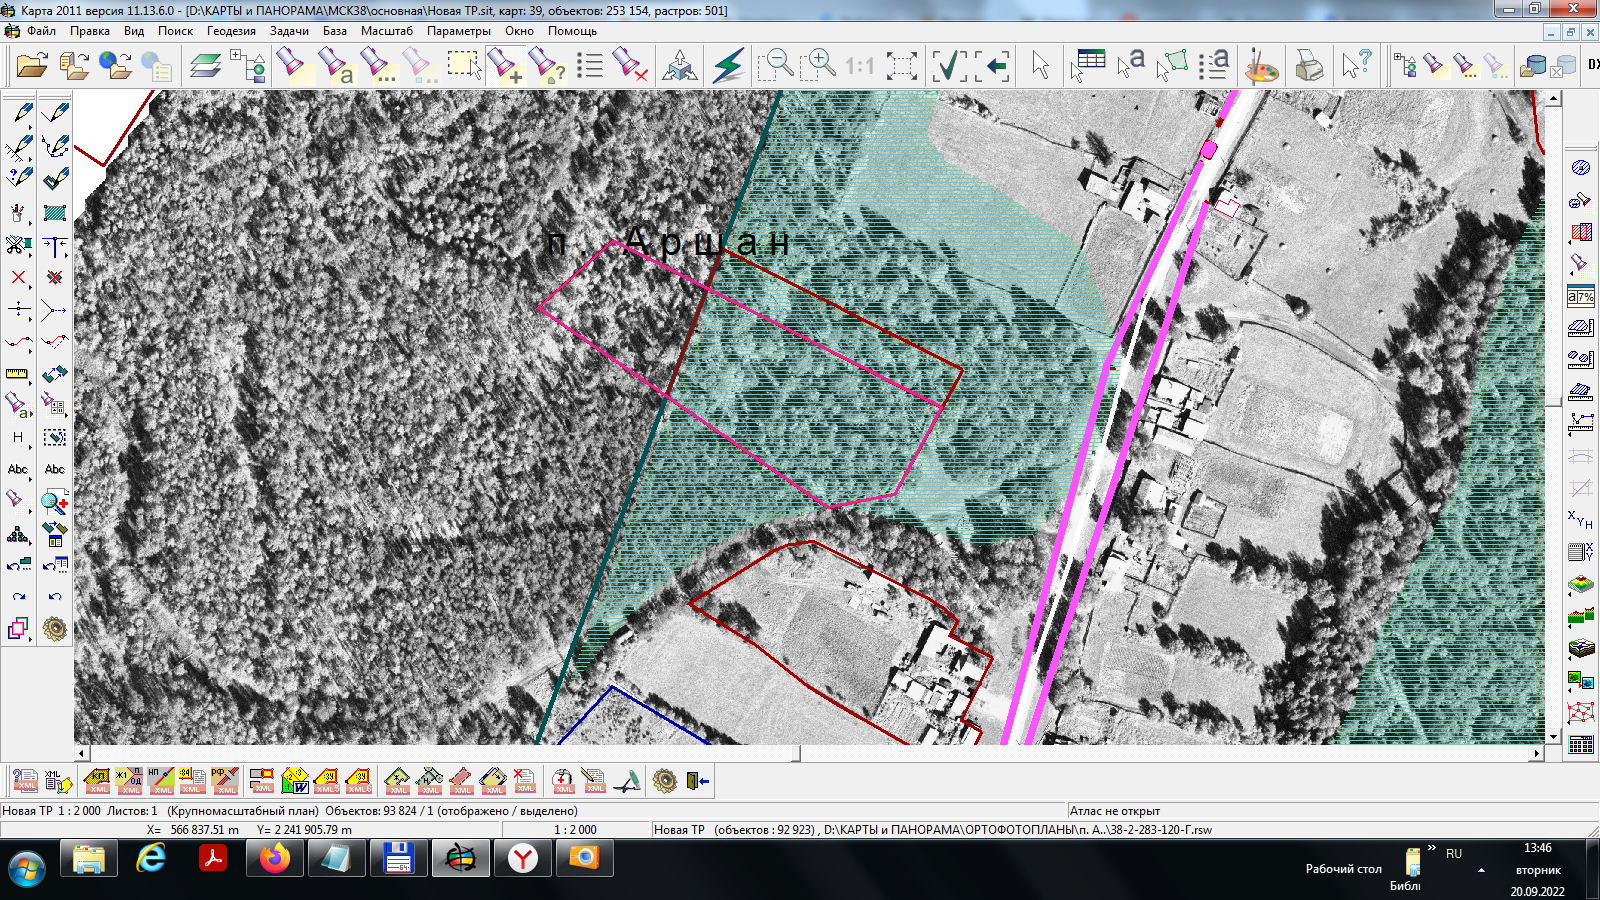 Карта 2011 версия 11.13.6.0 - [D:\КАРТЫ и ПАНОРАМА\МСК38\основная\Новая ТР.sit, карт: 39, объектов: 253 154, растров: 501]
Файл Правка Вид Поиск Геодезия Задачи База Масштаб Параметры Окно Помощь
п. Аршан
Новая ТР 1 : 2 000 Листов: 1 (Крупномасштабный план) Объектов: 93 824 / 1 (отображено / выделено)
Атлас не открыт
X= 566 837.51 m Y= 2 241 905.79 m
1 : 2 000
Новая ТР (объектов : 92 923) , D:\КАРТЫ и ПАНОРАМА\ОРТОФОТОПЛАНЫ\п. А..\38-2-283-120-Г.rsw
Рабочий стол
Библ
»
RU
13:46
вторник
20.09.2022